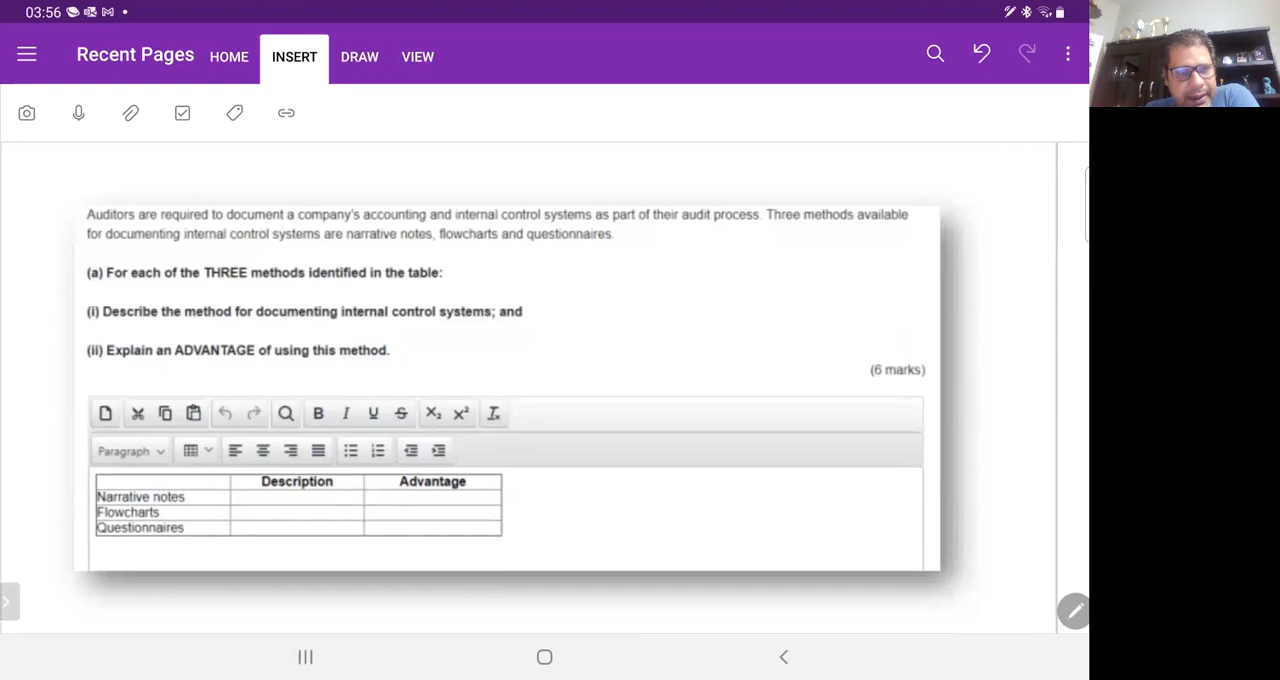 03:56
Recent Pages HOME INSERT DRAW VIEW
Auditors are required to document a company's accounting and internal control systems as part of their audit process. Three methods available
for documenting internal control systems are narrative notes, flowcharts and questionnaires.
(a) For each of the THREE methods identified in the table:
(i) Describe the method for documenting internal control systems; and
(ii) Explain an ADVANTAGE of using this method.
(6 marks)
B I U S X₂ X² Tx
Paragraph
Description Advantage
Narrative notes
Flowcharts
Questionnaires